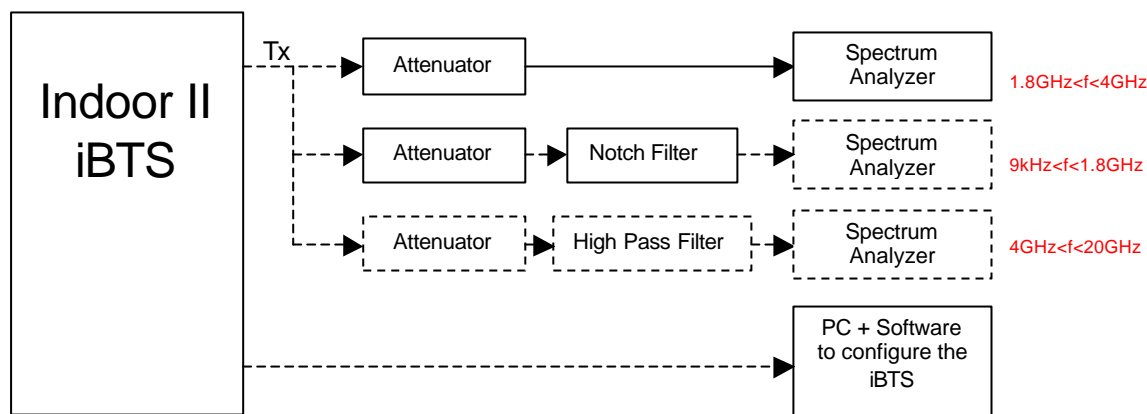 Indoor II
iBTS
Tx
Attenuator
Spectrum
Analyzer
1.8GHz<f<4GHz
Attenuator
Notch Filter
Spectrum
Analyzer
9kHz<f<1.8GHz
Attenuator
High Pass Filter
Spectrum
Analyzer
4GHz<f<20GHz
PC + Software
to configure the
iBTS